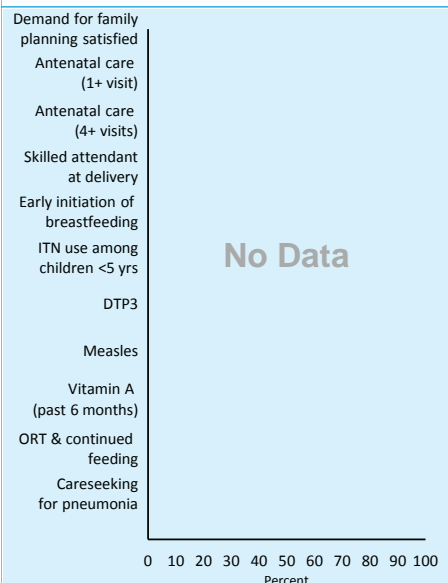 Demand for family
planning satisfied
Antenatal care
(1+ visit)
Antenatal care
(4+ visits)
Skilled attendant
at delivery
Early initiation of
breastfeeding
ITN use among
children <5 yrs
DTP3
Measles
Vitamin A
(past 6 months)
ORT & continued
feeding
Careseeking
for pneumonia
No Data
0 10 20 30 40 50 60 70 80 90 100
Percent